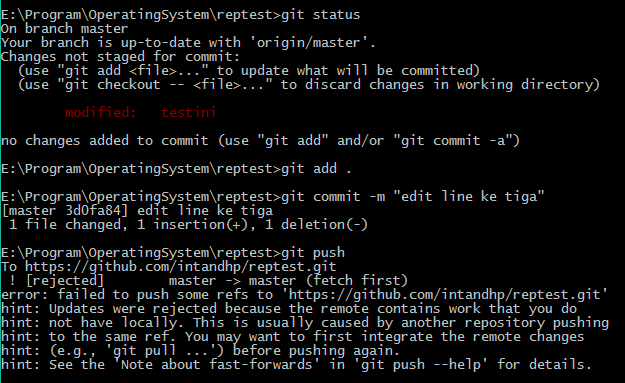 E:\Program\OperatingSystem\reptest>git status
On branch master
Your branch is up-to-date with 'origin/master'.
Changes not staged for commit:
  (use "git add <file>..." to update what will be committed)
  (use "git checkout -- <file>..." to discard changes in working directory)
        modified:   testini
no changes added to commit (use "git add" and/or "git commit -a")
E:\Program\OperatingSystem\reptest>git add .
E:\Program\OperatingSystem\reptest>git commit -m "edit line ke tiga"
[master 3d0fa84] edit line ke tiga
 1 file changed, 1 insertion(+), 1 deletion(-)
E:\Program\OperatingSystem\reptest>git push
To https://github.com/intandhp/reptest.git
 ! [rejected]        master -> master (fetch first)
error: failed to push some refs to 'https://github.com/intandhp/reptest.git'
hint: Updates were rejected because the remote contains work that you do
hint: not have locally. This is usually caused by another repository pushing
hint: to the same ref. You may want to first integrate the remote changes
hint: (e.g., 'git pull ...') before pushing again.
hint: See the 'Note about fast-forwards' in 'git push --help' for details.